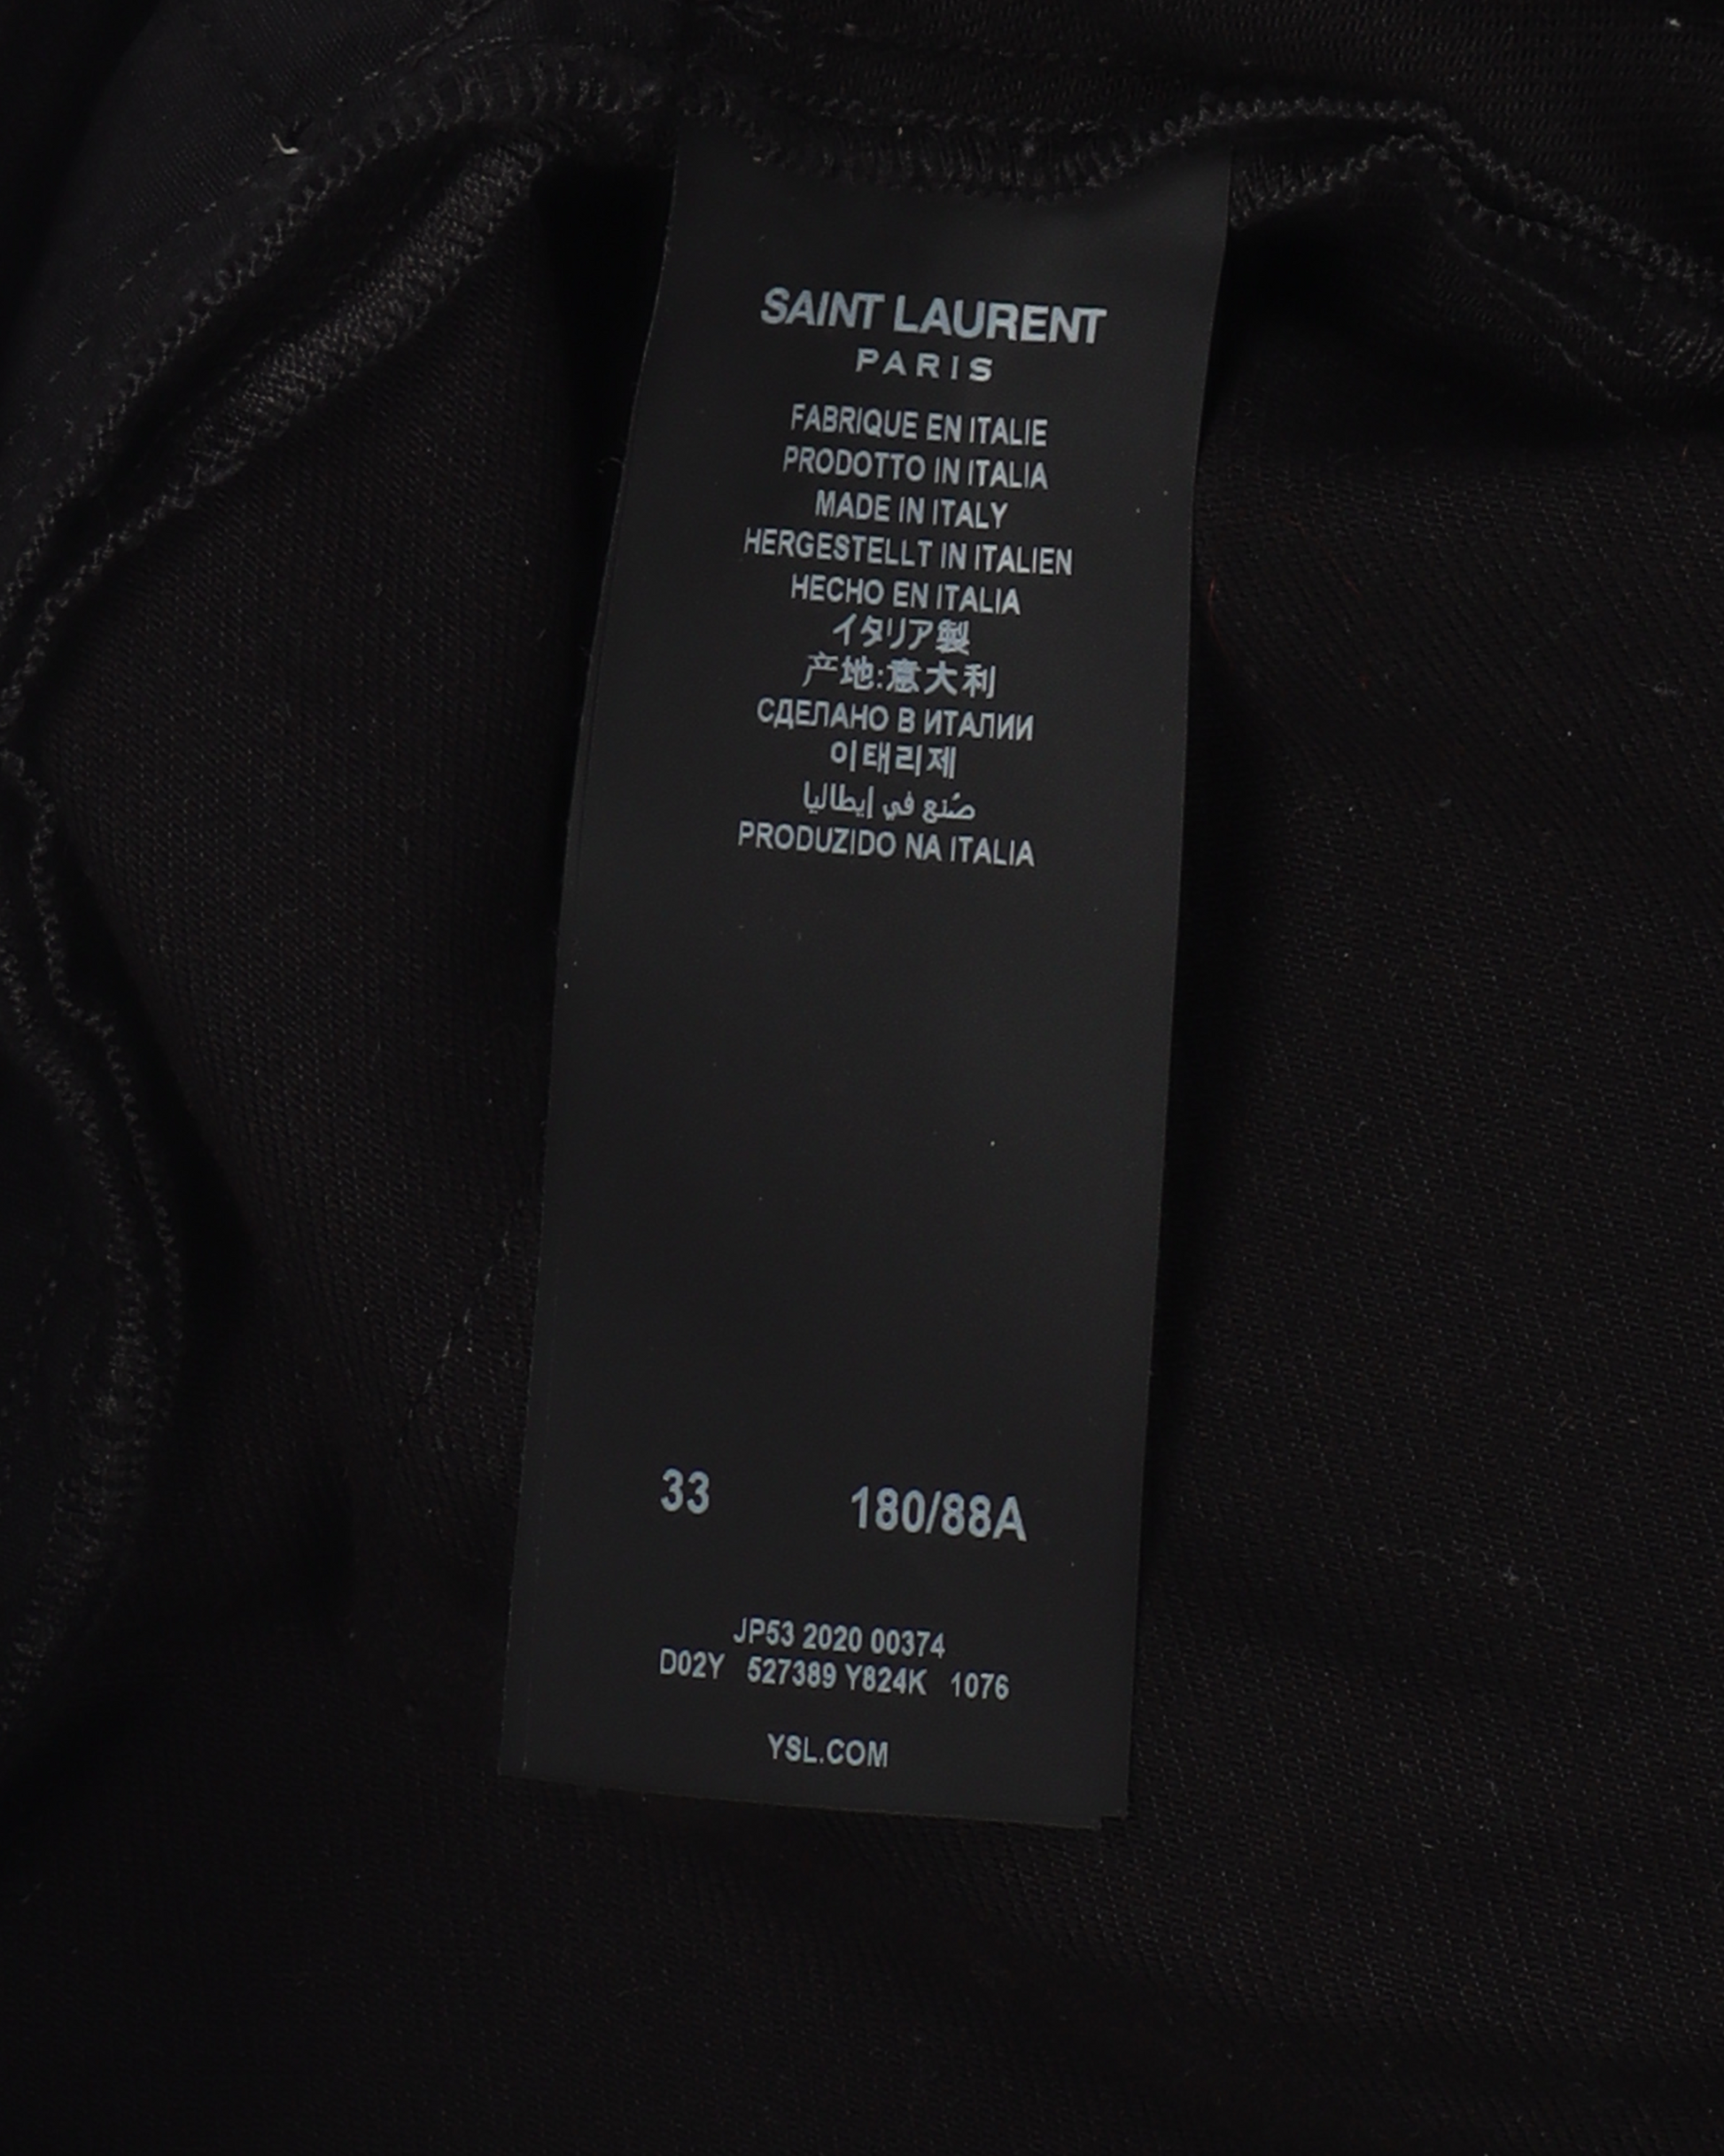 SAINT LAURENT
PARIS
FABRIQUE EN ITALIE
PRODOTTO IN ITALIA
MADE IN ITALY
HERGESTELLT IN ITALIEN
HECHO EN ITALIA
イタリア製
产地:意大利
СДЕЛАНО В ИТАЛИИ
이태리제
صُنع في إيطاليا
PRODUZIDO NA ITALIA
33 180/88A
JP53 2020 00374
D02Y 527389 Y824K 1076
YSL.COM